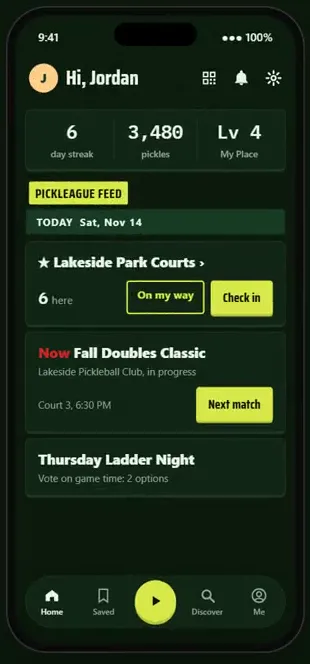 9:41
●●● 100%
J
Hi, Jordan
6
3,480
Lv 4
day streak
pickles
My Place
PICKLEAGUE FEED
TODAY Sat, Nov 14
★ Lakeside Park Courts ›
6 here
On my way
Check in
Now Fall Doubles Classic
Lakeside Pickleball Club, in progress
Court 3, 6:30 PM
Next match
Thursday Ladder Night
Vote on game time: 2 options
Home
Saved
Discover
Me